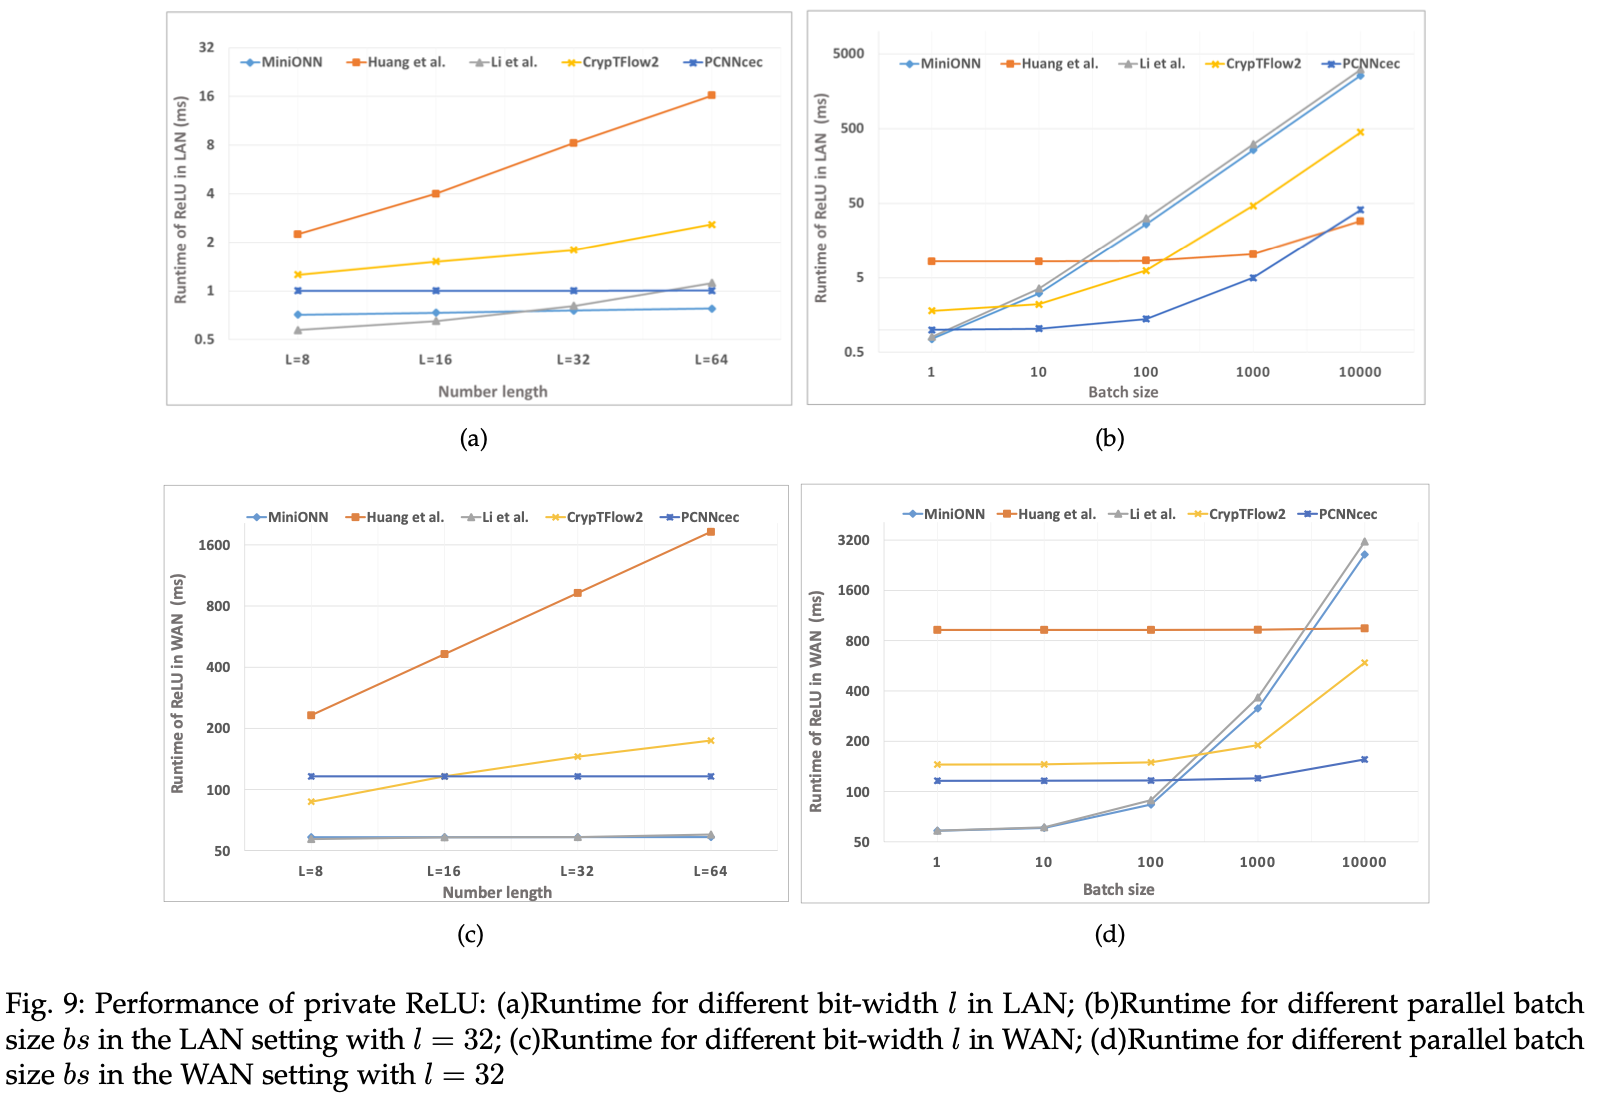 MiniONN Huang et al. Li et al. CrypTFlow2 PCNNcec
32
16
8
4
2
1
0.5
Runtime of ReLU in LAN (ms)
L=8 L=16 L=32 L=64
Number length
(a)
MiniONN Huang et al. Li et al. CrypTFlow2 PCNNcec
5000
500
50
5
0.5
Runtime of ReLU in LAN (ms)
1 10 100 1000 10000
Batch size
(b)
MiniONN Huang et al. Li et al. CrypTFlow2 PCNNcec
1600
800
400
200
100
50
Runtime of ReLU in WAN (ms)
L=8 L=16 L=32 L=64
Number length
(c)
MiniONN Huang et al. Li et al. CrypTFlow2 PCNNcec
3200
1600
800
400
200
100
50
Runtime of ReLU in WAN (ms)
1 10 100 1000 10000
Batch size
(d)
Fig. 9: Performance of private ReLU: (a)Runtime for different bit-width l in LAN; (b)Runtime for different parallel batch
size bs in the LAN setting with l = 32; (c)Runtime for different bit-width l in WAN; (d)Runtime for different parallel batch
size bs in the WAN setting with l = 32